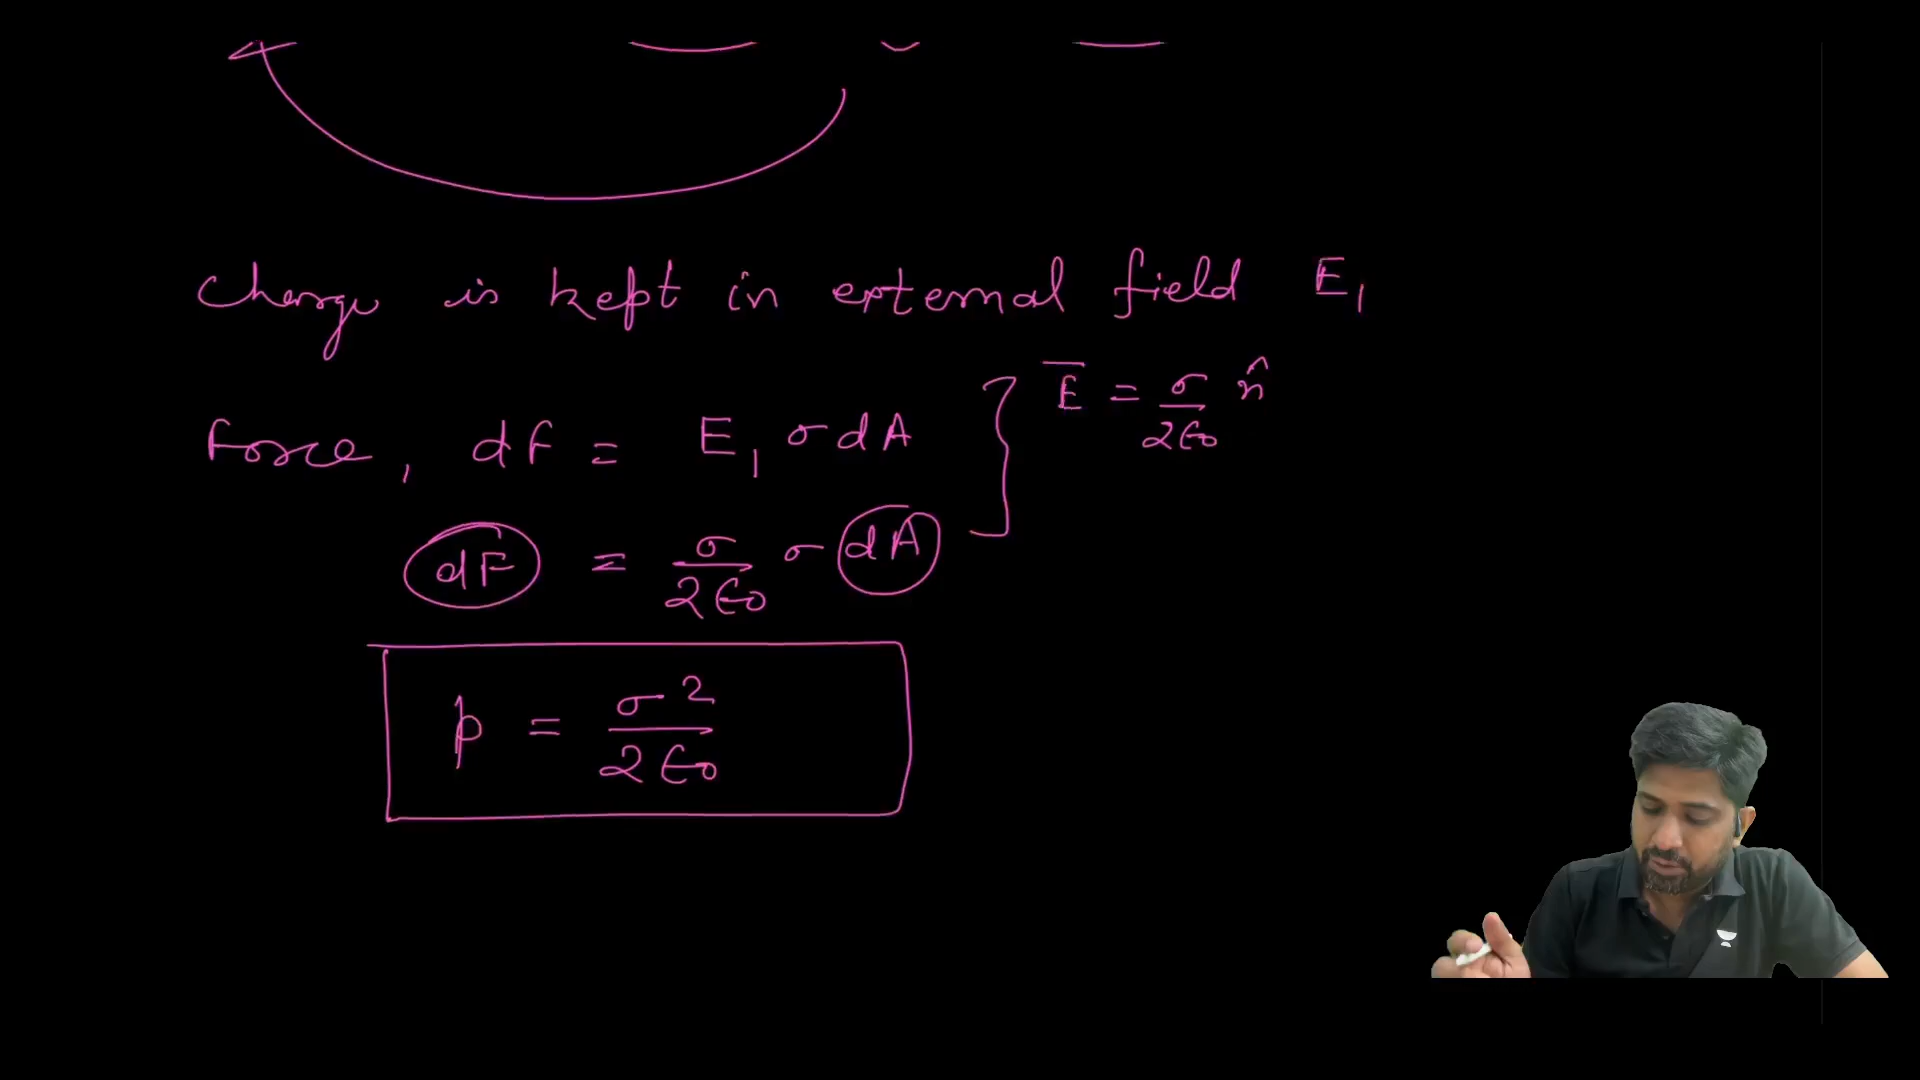 Charge is kept in external field E₁
Force, dF = E₁ σ dA
E̅ = σ/2ϵ₀ n̂
dF = σ/2ϵ₀ σ dA
p = σ²/2ϵ₀